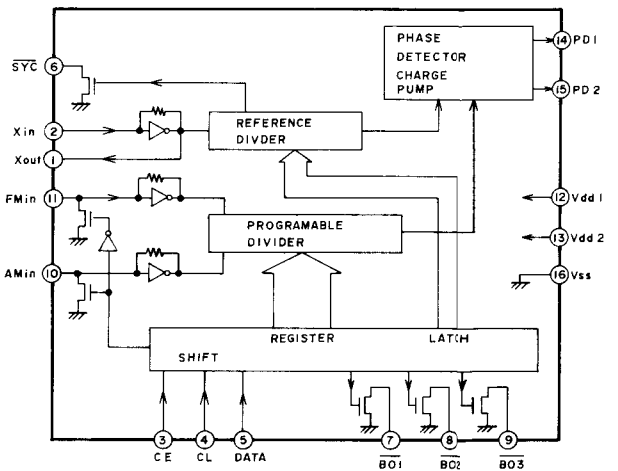 14 PD1
PHASE
DETECTOR
CHARGE
PUMP
15 PD2
6
SYC
Xin 2
REFERENCE
DIVDER
Xout 1
FMin 11
12 Vdd 1
PROGRAMABLE
DIVIDER
13 Vdd 2
AMin 10
16 Vss
REGISTER LATCH
SHIFT
3 4 5 7 8 9
CE CL DATA BO1 BO2 BO3